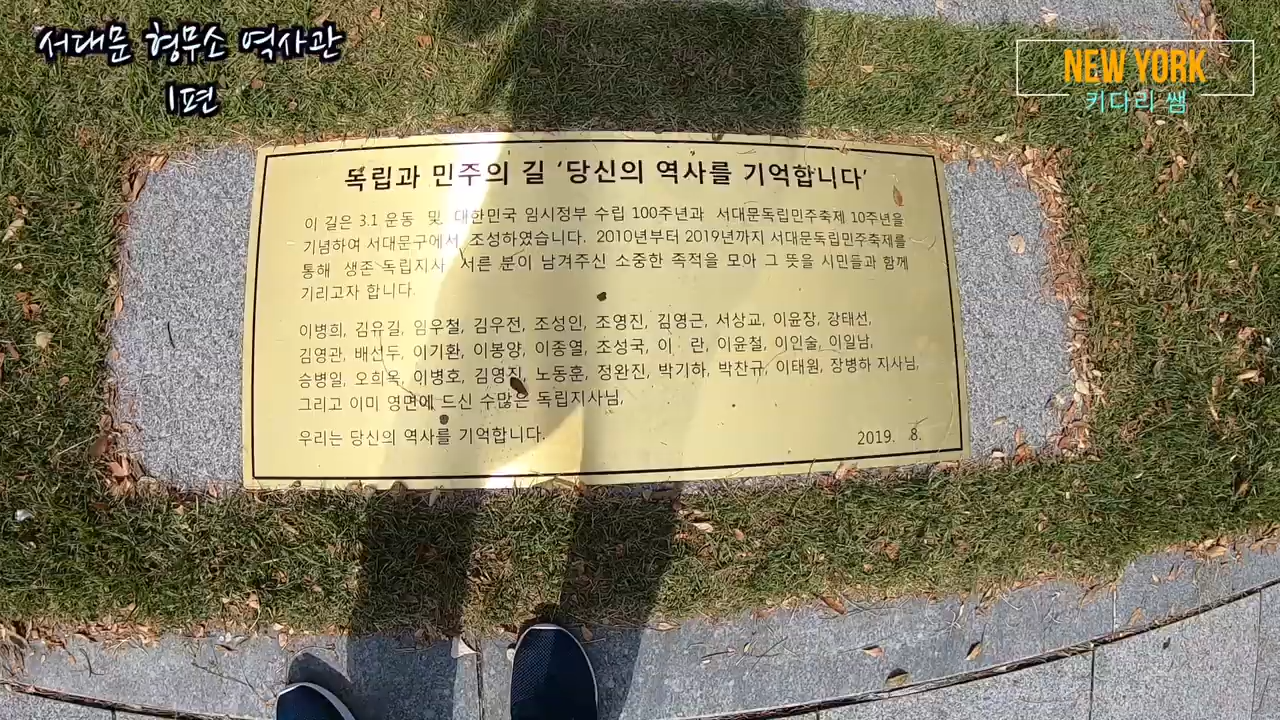 서대문 형무소 역사관
1편
NEW YORK
키다리 쌤
독립과 민주의 길 ‘당신의 역사를 기억합니다’
이 길은 3.1 운동 및 대한민국 임시정부 수립 100주년과 서대문독립민주축제 10주년을
기념하여 서대문구에서 조성하였습니다. 2010년부터 2019년까지 서대문독립민주축제를
통해 생존 독립지사 서른 분이 남겨주신 소중한 족적을 모아 그 뜻을 시민들과 함께
기리고자 합니다.
이병희, 김유길, 임우철, 김우전, 조성인, 조영진, 김영근, 서상교, 이윤장, 강태선,
김영관, 배선두, 이기환, 이봉양, 이종열, 조성국, 이 란, 이윤철, 이인술, 이일남,
승병일, 오희옥, 이병호, 김영진, 노동훈, 정완진, 박기하, 박찬규, 이태원, 장병하 지사님,
그리고 이미 영면에 드신 수많은 독립지사님,
우리는 당신의 역사를 기억합니다.
2019. 8.